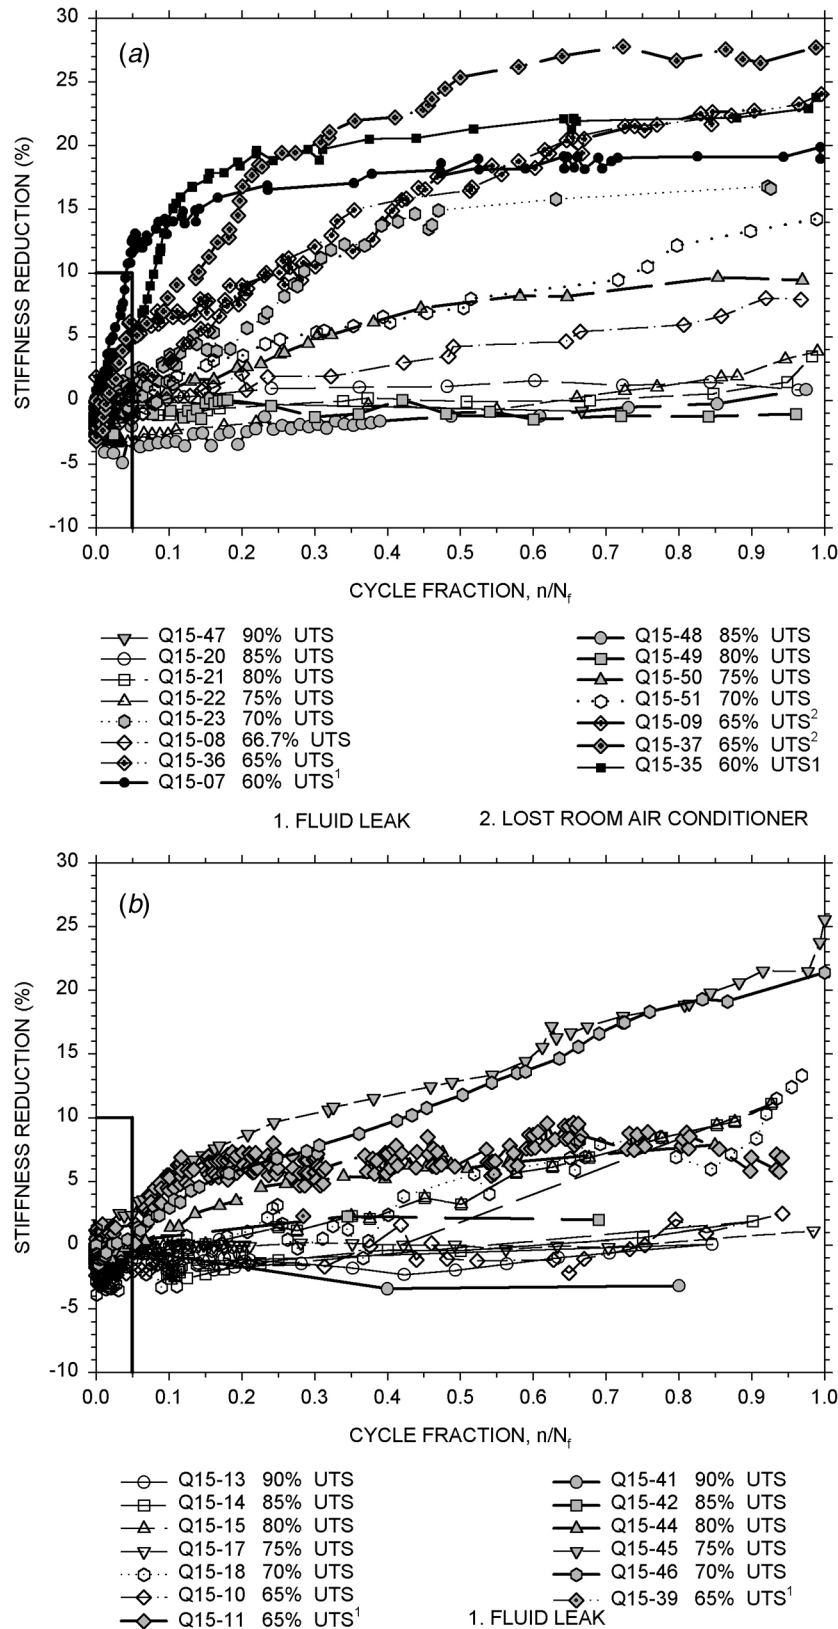 (a)
STIFFNESS REDUCTION (%)
30
25
20
15
10
5
0
-5
-10
0.0 0.1 0.2 0.3 0.4 0.5 0.6 0.7 0.8 0.9 1.0
CYCLE FRACTION, n/Nf
Q15-47 90% UTS
Q15-20 85% UTS
Q15-21 80% UTS
Q15-22 75% UTS
Q15-23 70% UTS
Q15-08 66.7% UTS
Q15-36 65% UTS
Q15-07 60% UTS1
Q15-48 85% UTS
Q15-49 80% UTS
Q15-50 75% UTS
Q15-51 70% UTS
Q15-09 65% UTS2
Q15-37 65% UTS2
Q15-35 60% UTS1
1. FLUID LEAK 2. LOST ROOM AIR CONDITIONER
(b)
STIFFNESS REDUCTION (%)
30
25
20
15
10
5
0
-5
-10
0.0 0.1 0.2 0.3 0.4 0.5 0.6 0.7 0.8 0.9 1.0
CYCLE FRACTION, n/Nf
Q15-13 90% UTS
Q15-14 85% UTS
Q15-15 80% UTS
Q15-17 75% UTS
Q15-18 70% UTS
Q15-10 65% UTS
Q15-11 65% UTS1
Q15-41 90% UTS
Q15-42 85% UTS
Q15-44 80% UTS
Q15-45 75% UTS
Q15-46 70% UTS
Q15-39 65% UTS1
1. FLUID LEAK